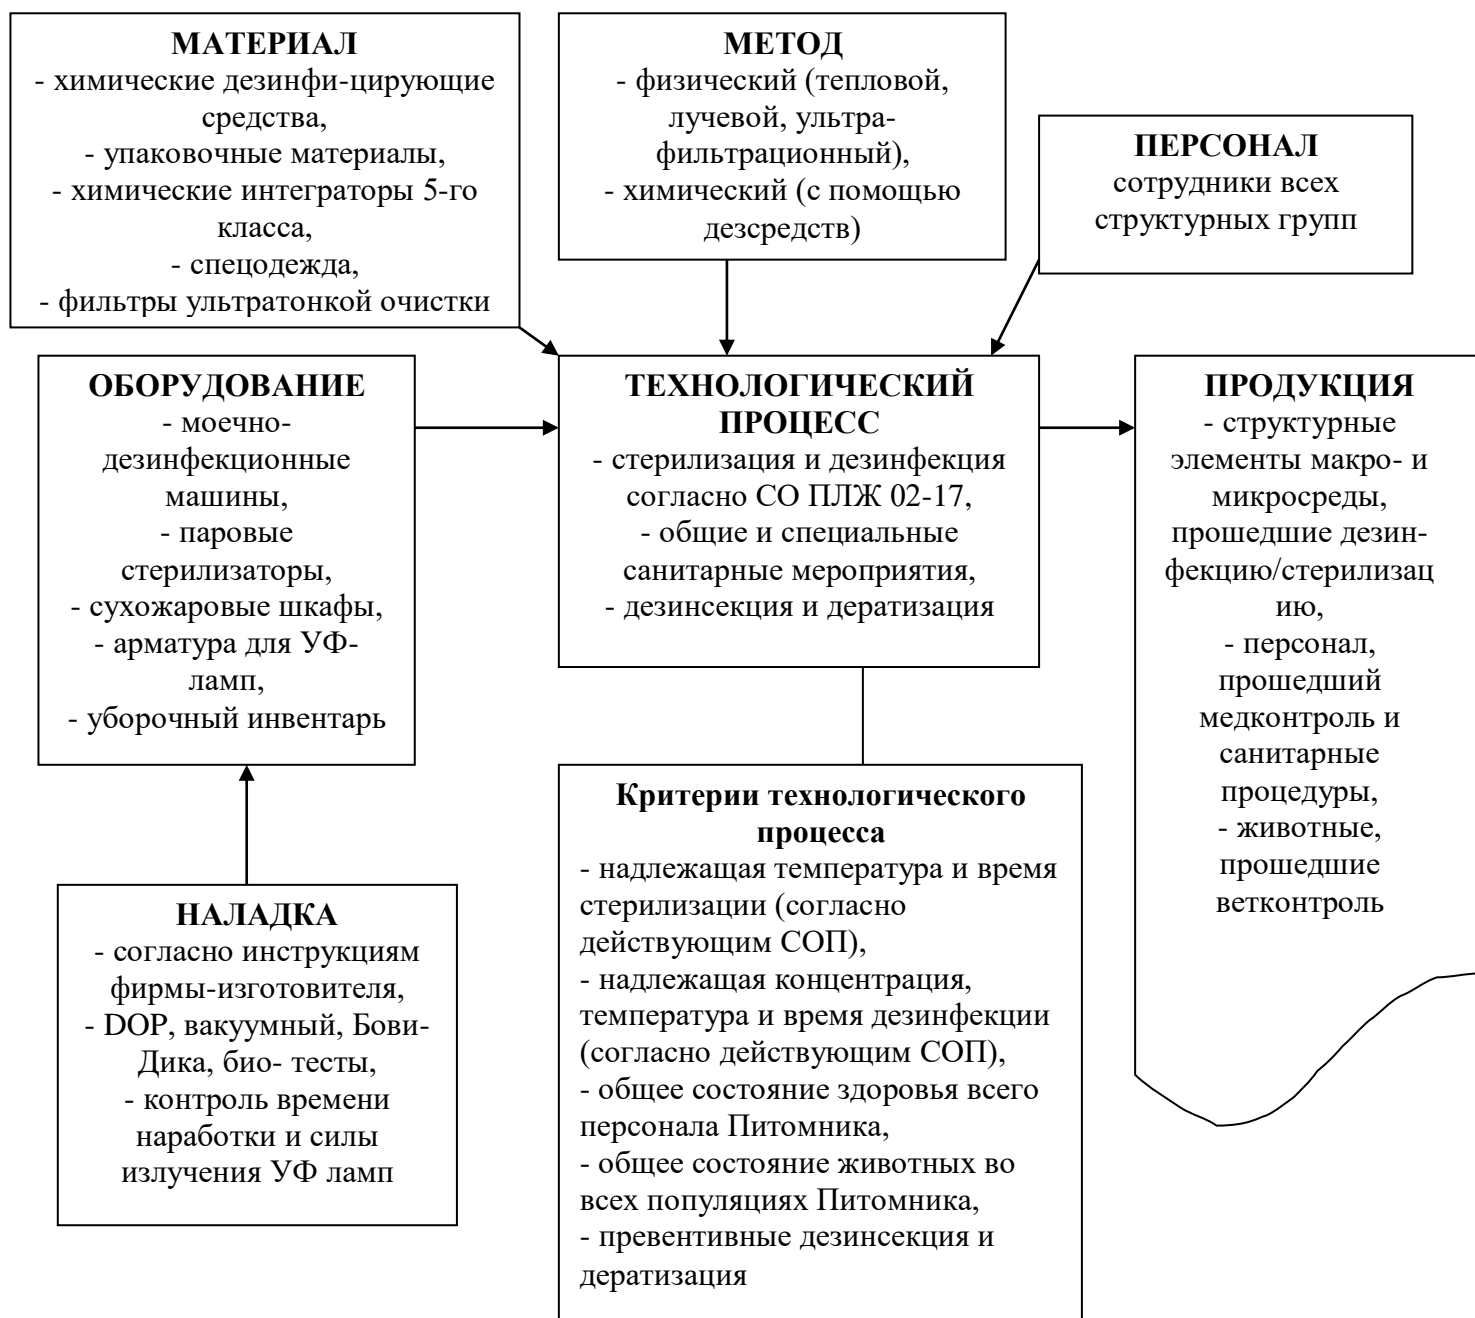 МАТЕРИАЛ
- химические дезинфи-цирующие
средства,
- упаковочные материалы,
- химические интеграторы 5-го
класса,
- спецодежда,
- фильтры ультратонкой очистки
МЕТОД
- физический (тепловой,
лучевой, ультра-
фильтрационный),
- химический (с помощью
дезсредств)
ПЕРСОНАЛ
сотрудники всех
структурных групп
ОБОРУДОВАНИЕ
- моечно-
дезинфекционные
машины,
- паровые
стерилизаторы,
- сухожаровые шкафы,
- арматура для УФ-
ламп,
- уборочный инвентарь
ТЕХНОЛОГИЧЕСКИЙ
ПРОЦЕСС
- стерилизация и дезинфекция
согласно СО ПЛЖ 02-17,
- общие и специальные
санитарные мероприятия,
- дезинсекция и дератизация
ПРОДУКЦИЯ
- структурные
элементы макро- и
микросреды,
прошедшие дезин-
фекцию/стерилизац
ию,
- персонал,
прошедший
медконтроль и
санитарные
процедуры,
- животные,
прошедшие
ветконтроль
НАЛАДКА
- согласно инструкциям
фирмы-изготовителя,
- DOP, вакуумный, Бови-
Дика, био- тесты,
- контроль времени
наработки и силы
излучения УФ ламп
Критерии технологического
процесса
- надлежащая температура и время
стерилизации (согласно
действующим СОП),
- надлежащая концентрация,
температура и время дезинфекции
(согласно действующим СОП),
- общее состояние здоровья всего
персонала Питомника,
- общее состояние животных во
всех популяциях Питомника,
- превентивные дезинсекция и
дератизация